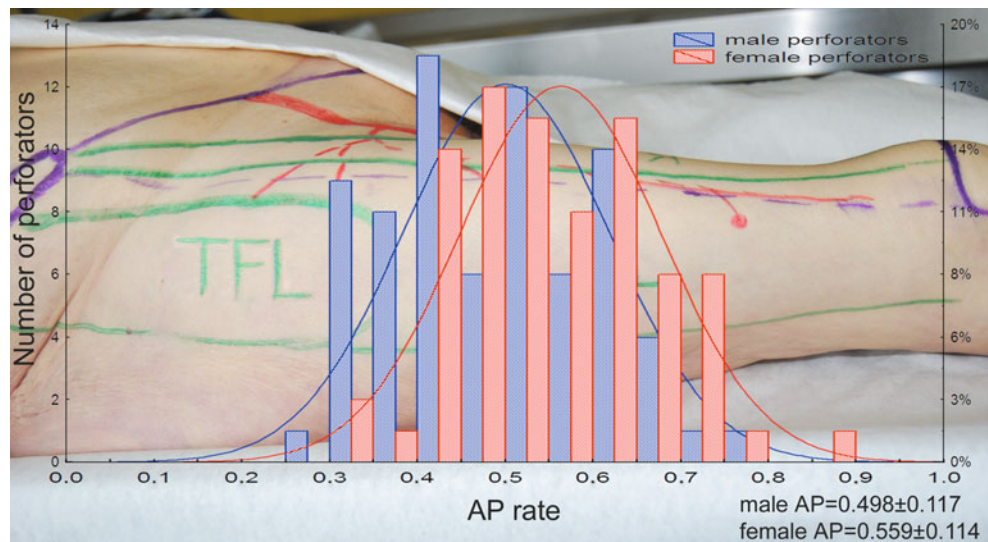 14
12
10
8
6
4
2
0
Number of perforators
20%
17%
14%
11%
8%
6%
3%
0%
male perforators
female perforators
TFL
0.0 0.1 0.2 0.3 0.4 0.5 0.6 0.7 0.8 0.9 1.0
AP rate
male AP=0.498±0.117
female AP=0.559±0.114